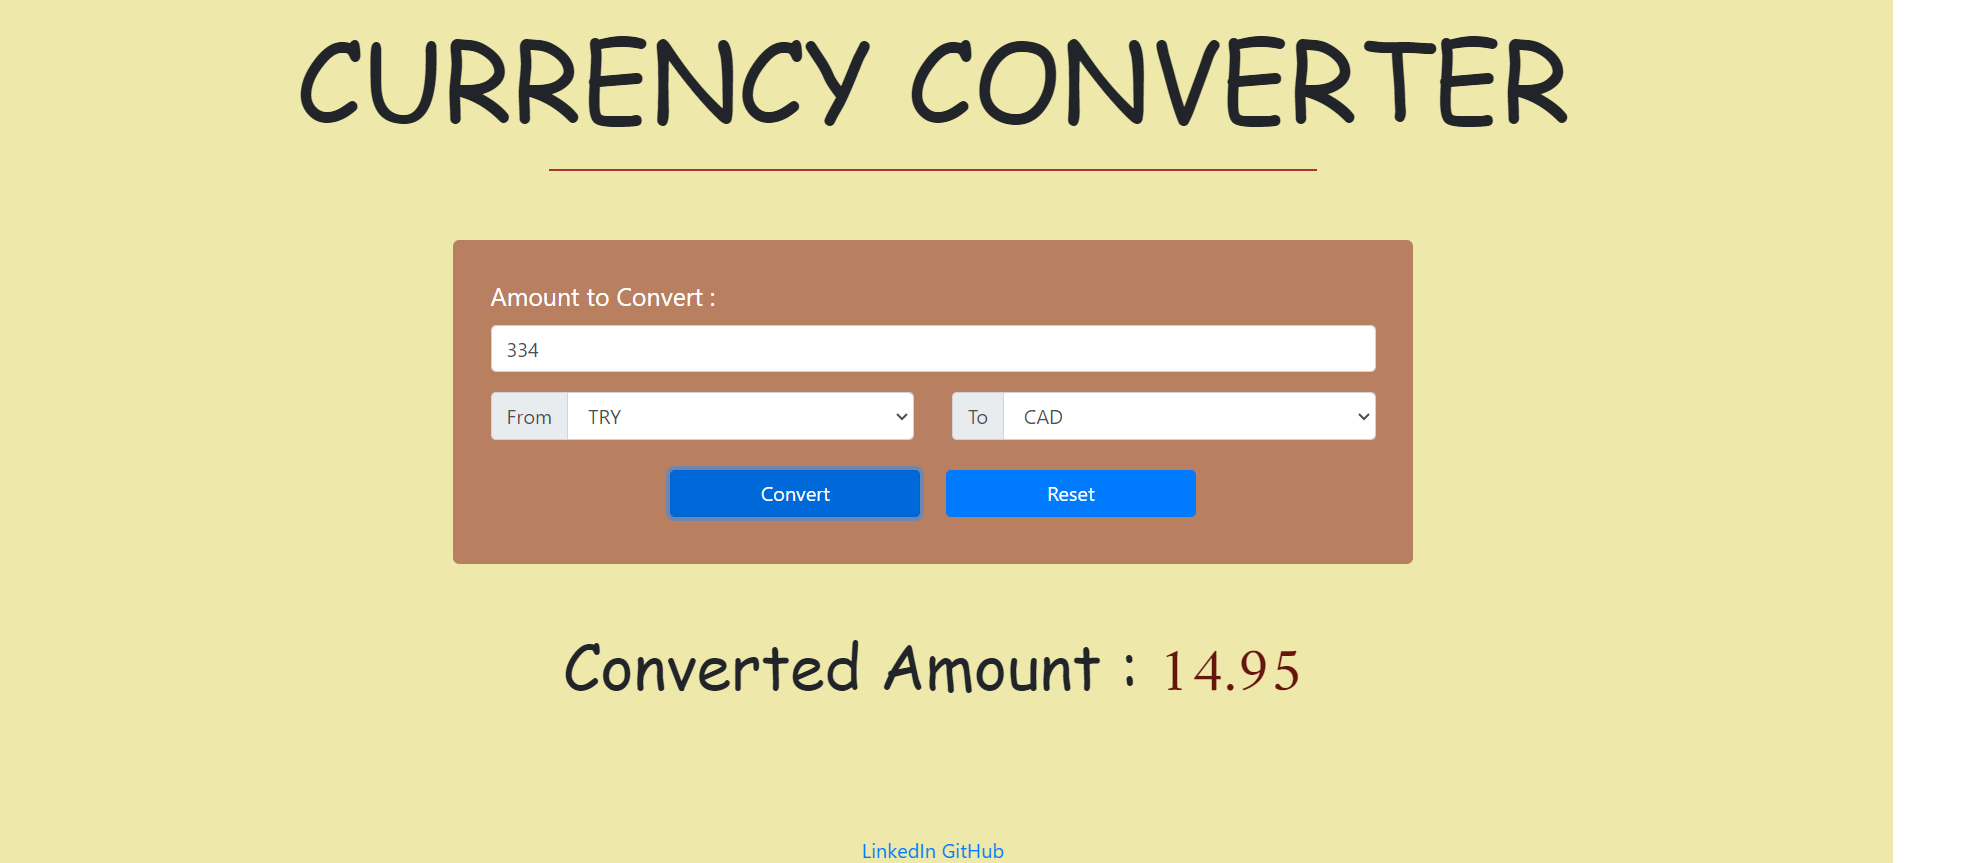 CURRENCY CONVERTER
Amount to Convert :
334
From TRY To CAD
Convert Reset
Converted Amount : 14.95
LinkedIn GitHub